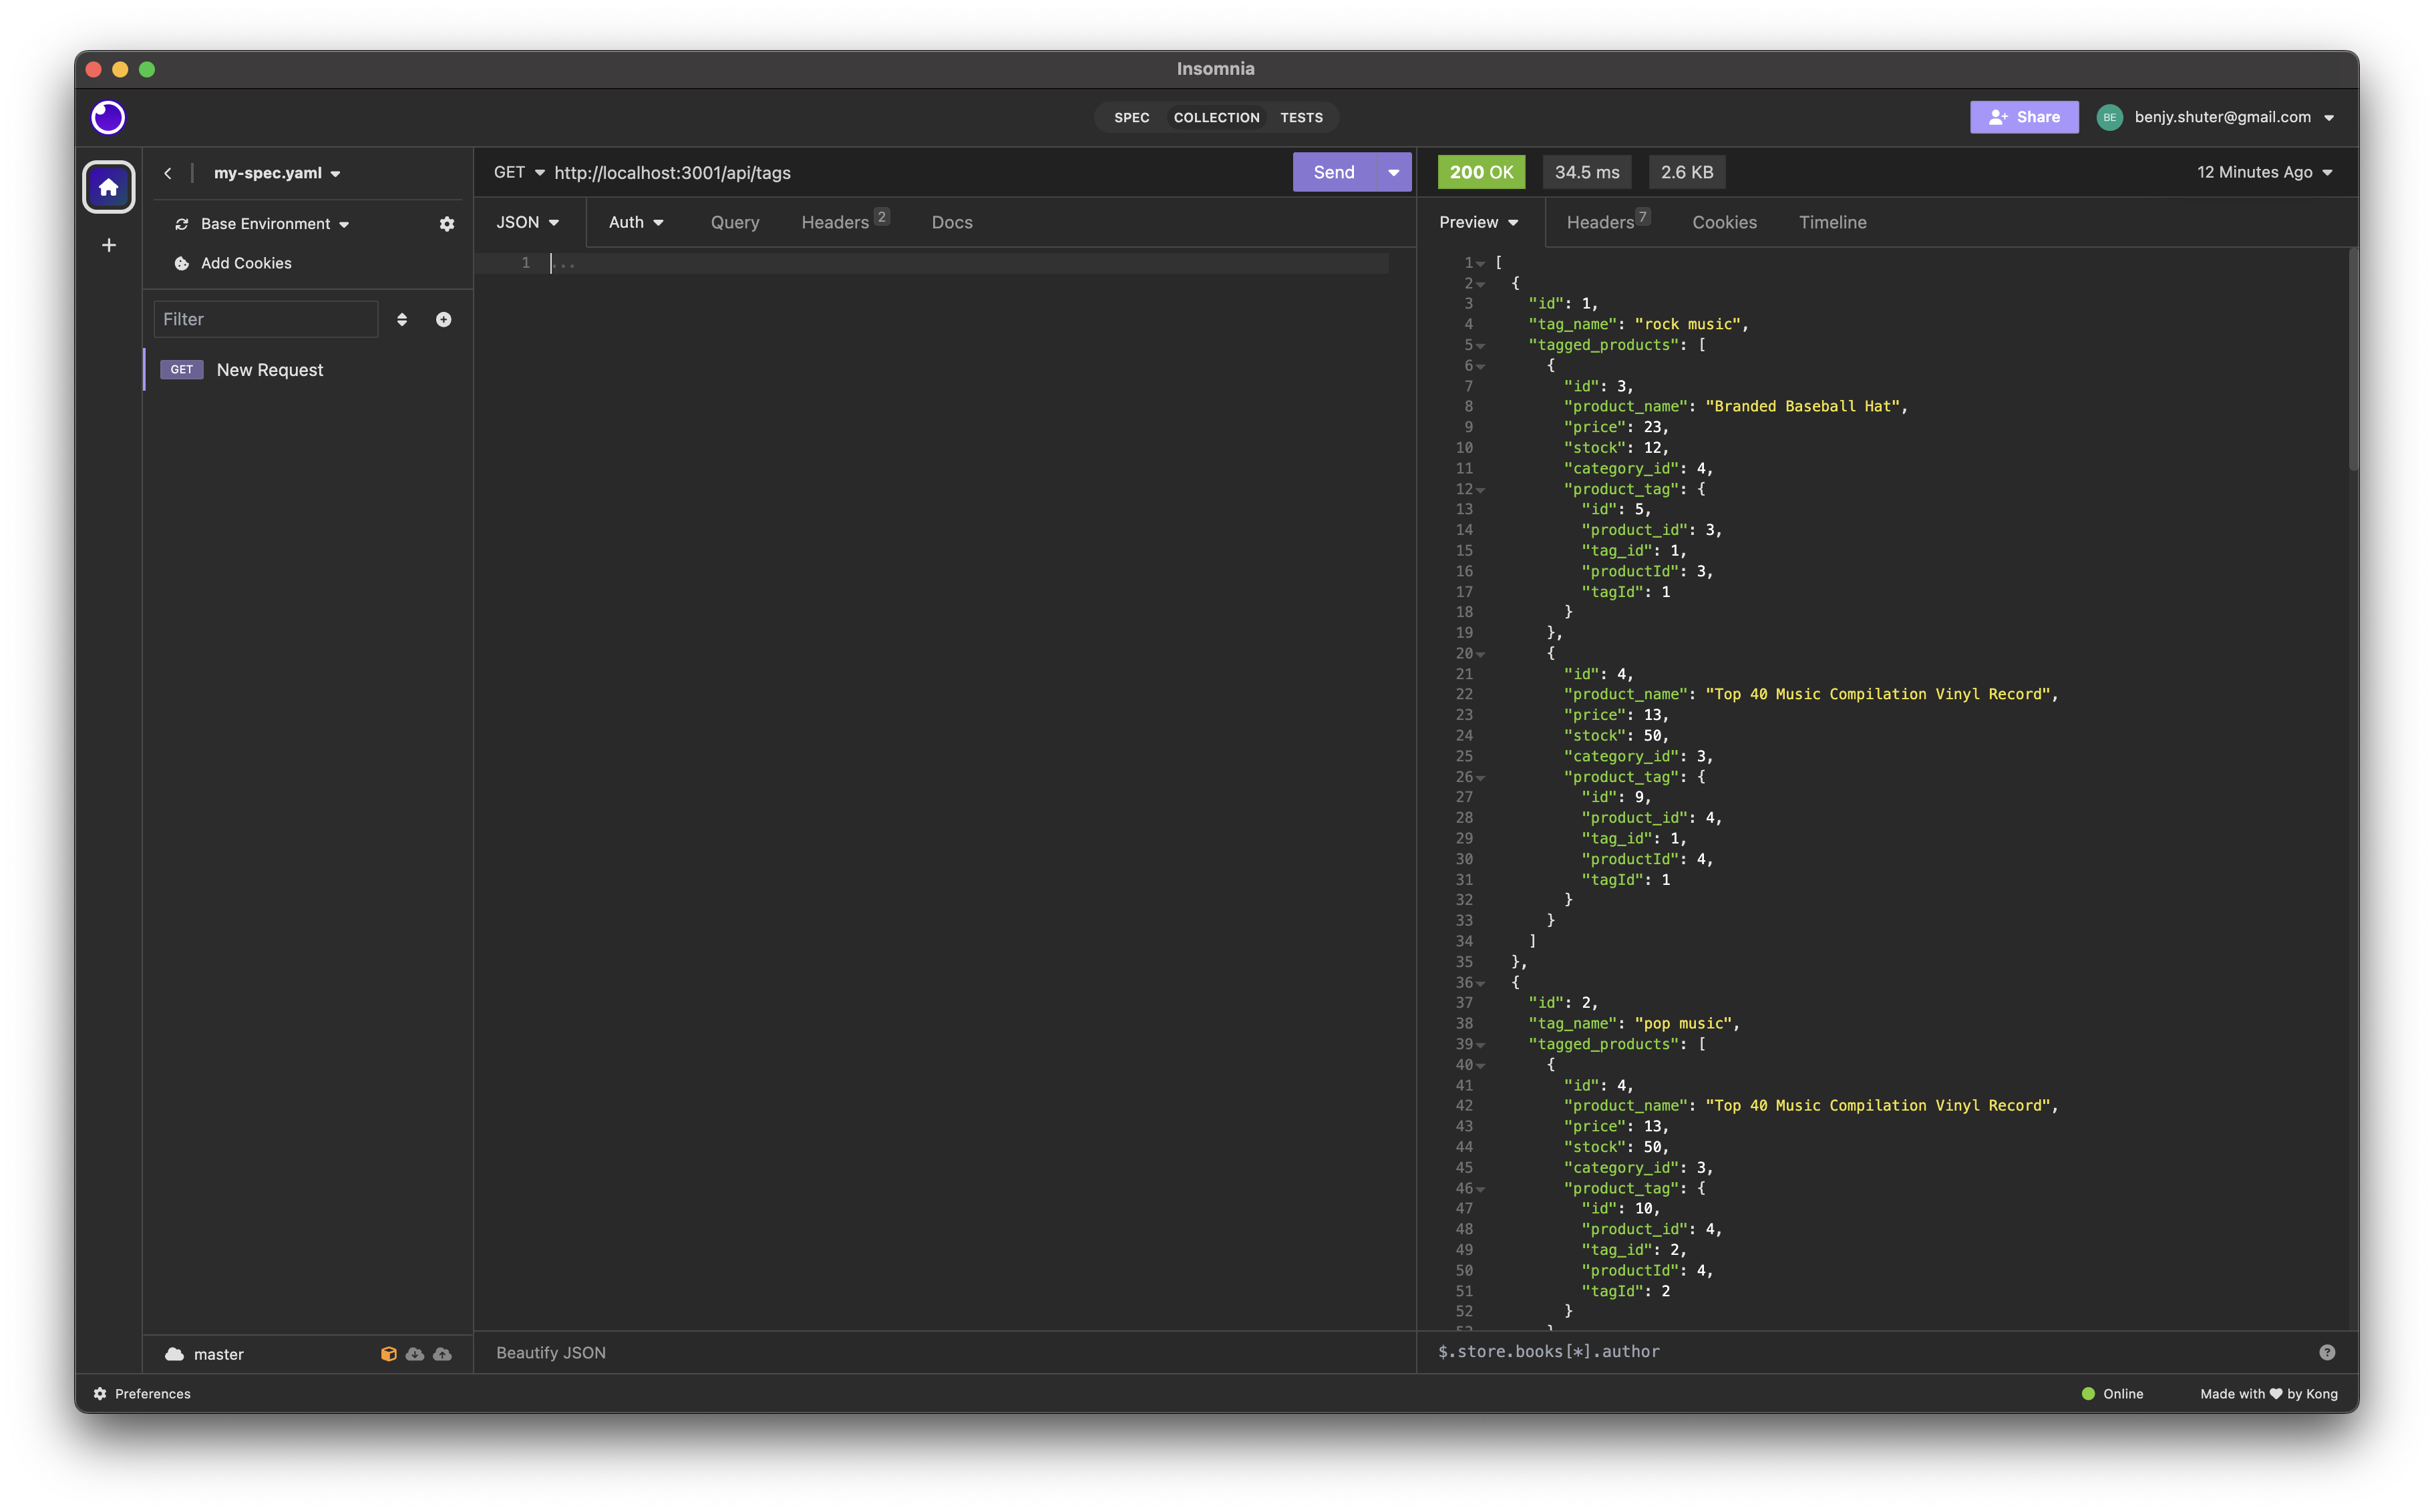 Insomnia
SPEC COLLECTION TESTS
Share
BE benjy.shuter@gmail.com
my-spec.yaml
Base Environment
Add Cookies
Filter
GET New Request
master
GET http://localhost:3001/api/tags
Send
JSON Auth Query Headers 2 Docs
1 ...
Beautify JSON
200 OK 34.5 ms 2.6 KB 12 Minutes Ago
Preview Headers 7 Cookies Timeline
1 [
2 {
3 "id": 1,
4 "tag_name": "rock music",
5 "tagged_products": [
6 {
7 "id": 3,
8 "product_name": "Branded Baseball Hat",
9 "price": 23,
10 "stock": 12,
11 "category_id": 4,
12 "product_tag": {
13 "id": 5,
14 "product_id": 3,
15 "tag_id": 1,
16 "productId": 3,
17 "tagId": 1
18 }
19 },
20 {
21 "id": 4,
22 "product_name": "Top 40 Music Compilation Vinyl Record",
23 "price": 13,
24 "stock": 50,
25 "category_id": 3,
26 "product_tag": {
27 "id": 9,
28 "product_id": 4,
29 "tag_id": 1,
30 "productId": 4,
31 "tagId": 1
32 }
33 }
34 ]
35 },
36 {
37 "id": 2,
38 "tag_name": "pop music",
39 "tagged_products": [
40 {
41 "id": 4,
42 "product_name": "Top 40 Music Compilation Vinyl Record",
43 "price": 13,
44 "stock": 50,
45 "category_id": 3,
46 "product_tag": {
47 "id": 10,
48 "product_id": 4,
49 "tag_id": 2,
50 "productId": 4,
51 "tagId": 2
52 }
53 }
$.store.books[*].author
Preferences
Online
Made with ♥ by Kong